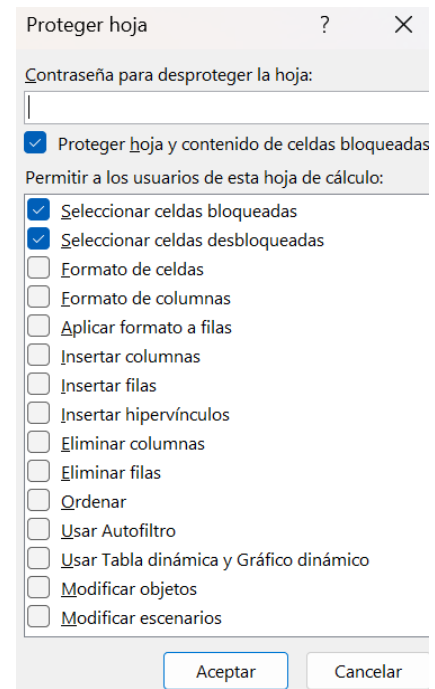 Proteger hoja ?
Contraseña para desproteger la hoja:
Proteger hoja y contenido de celdas bloqueadas
Permitir a los usuarios de esta hoja de cálculo:
Seleccionar celdas bloqueadas
Seleccionar celdas desbloqueadas
Formato de celdas
Formato de columnas
Aplicar formato a filas
Insertar columnas
Insertar filas
Insertar hipervínculos
Eliminar columnas
Eliminar filas
Ordenar
Usar Autofiltro
Usar Tabla dinámica y Gráfico dinámico
Modificar objetos
Modificar escenarios
Aceptar Cancelar